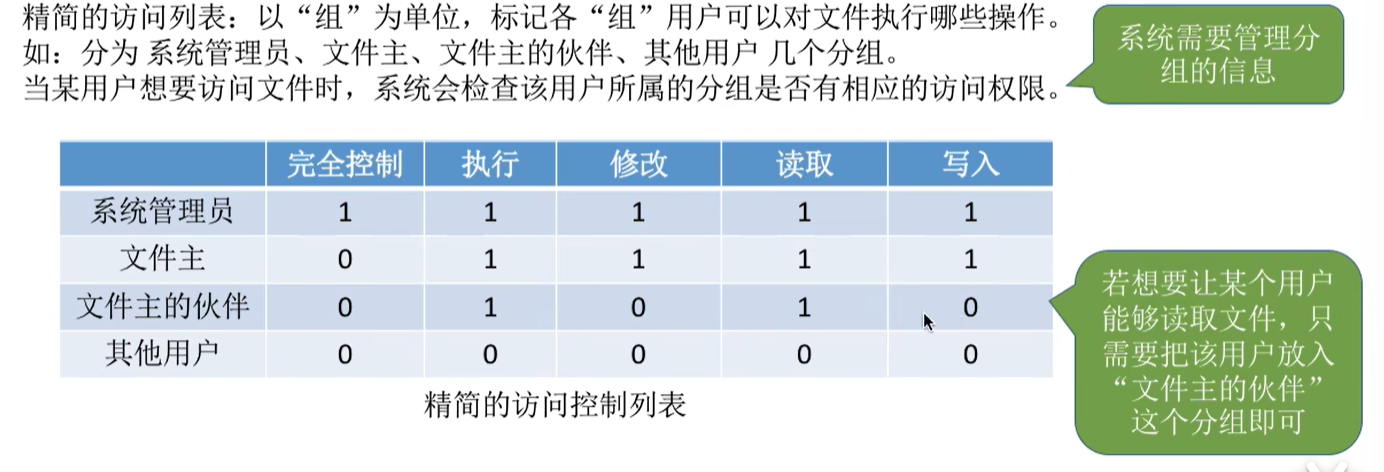 精简的访问列表：以“组”为单位，标记各“组”用户可以对文件执行哪些操作。
如：分为 系统管理员、文件主、文件主的伙伴、其他用户 几个分组。
当某用户想要访问文件时，系统会检查该用户所属的分组是否有相应的访问权限。
系统需要管理分
组的信息
完全控制 执行 修改 读取 写入
系统管理员 1 1 1 1 1
文件主 0 1 1 1 1
文件主的伙伴 0 1 0 1 0
其他用户 0 0 0 0 0
精简的访问控制列表
若想要让某个用户
能够读取文件，只
需要把该用户放入
“文件主的伙伴”
这个分组即可